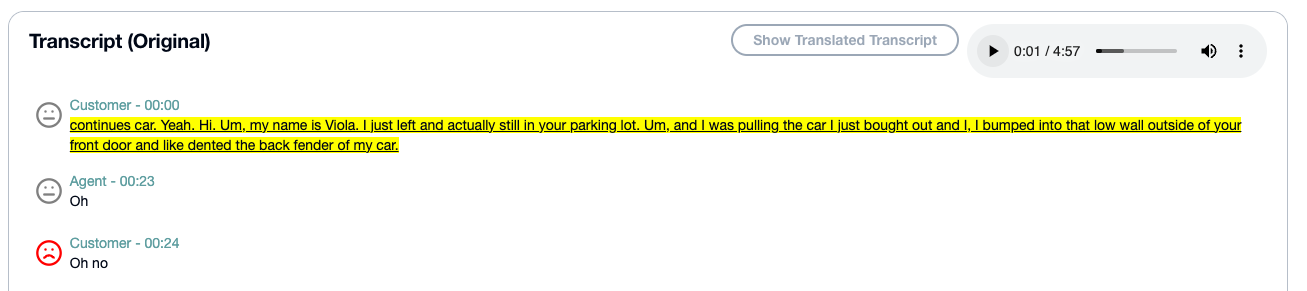 Transcript (Original)
Show Translated Transcript
0:01 / 4:57
Customer - 00:00
continues car. Yeah. Hi. Um, my name is Viola. I just left and actually still in your parking lot. Um, and I was pulling the car I just bought out and I, I bumped into that low wall outside of your
front door and like dented the back fender of my car.
Agent - 00:23
Oh
Customer - 00:24
Oh no